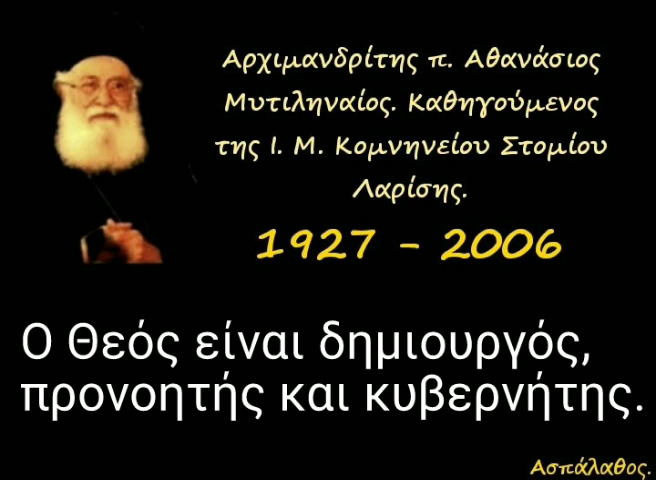 Αρχιμανδρίτης π. Αθανάσιος
Μυτιληναίος. Καθηγούμενος
της Ι. Μ. Κομνηνείου Στομίου
Λαρίσης.
1927 - 2006
Ο Θεός είναι δημιουργός,
προνοητής και κυβερνήτης.
Ασπάλαθος.